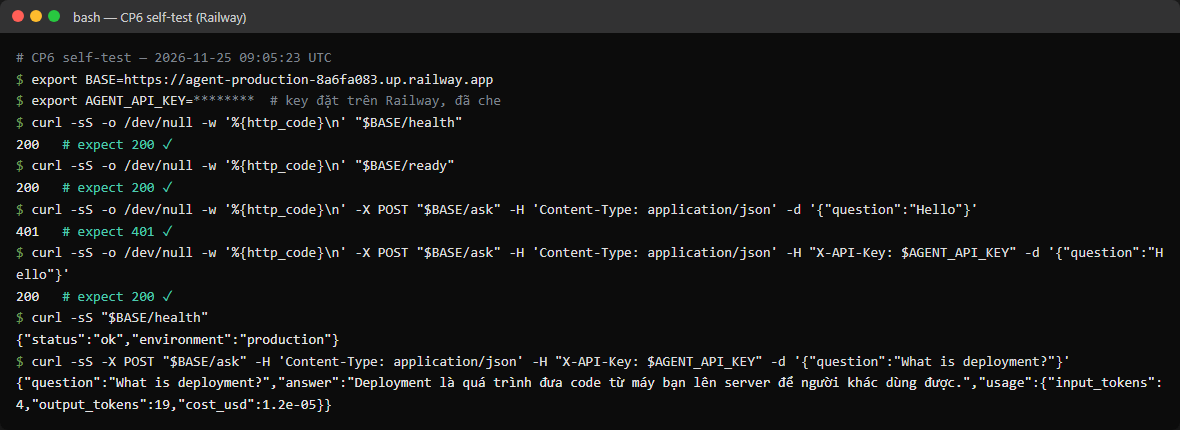 bash — CP6 self-test (Railway)
# CP6 self-test — 2026-11-25 09:05:23 UTC
$ export BASE=https://agent-production-8a6fa083.up.railway.app
$ export AGENT_API_KEY=******** # key đặt trên Railway, đã che
$ curl -sS -o /dev/null -w '%{http_code}\n' "$BASE/health"
200 # expect 200 ✓
$ curl -sS -o /dev/null -w '%{http_code}\n' "$BASE/ready"
200 # expect 200 ✓
$ curl -sS -o /dev/null -w '%{http_code}\n' -X POST "$BASE/ask" -H 'Content-Type: application/json' -d '{"question":"Hello"}'
401 # expect 401 ✓
$ curl -sS -o /dev/null -w '%{http_code}\n' -X POST "$BASE/ask" -H 'Content-Type: application/json' -H "X-API-Key: $AGENT_API_KEY" -d '{"question":"H
ello"}'
200 # expect 200 ✓
$ curl -sS "$BASE/health"
{"status":"ok","environment":"production"}
$ curl -sS -X POST "$BASE/ask" -H 'Content-Type: application/json' -H "X-API-Key: $AGENT_API_KEY" -d '{"question":"What is deployment?"}'
{"question":"What is deployment?","answer":"Deployment là quá trình đưa code từ máy bạn lên server để người khác dùng được.","usage":{"input_tokens":
4,"output_tokens":19,"cost_usd":1.2e-05}}